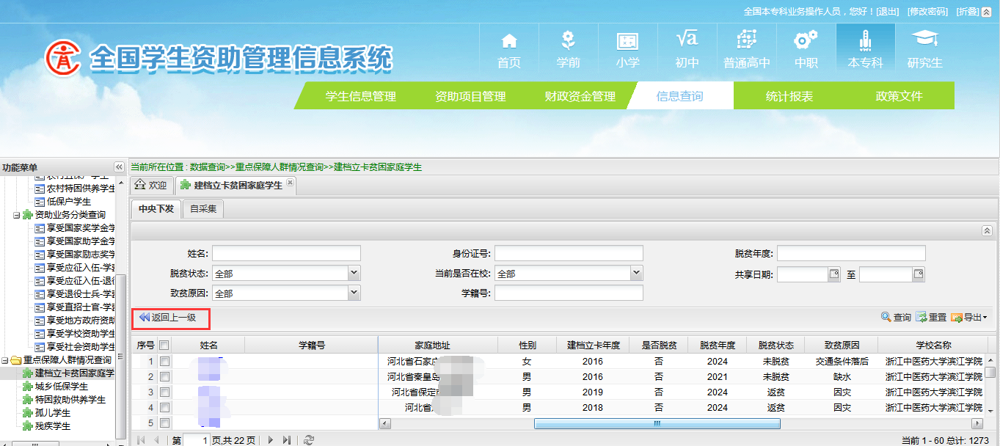 全国本专科业务操作人员，您好！[退出] [修改密码] [折叠]
全国学生资助管理信息系统
首页 学前 小学 初中 普通高中 中职 本专科 研究生
学生信息管理 资助项目管理 财政资金管理 信息查询 统计报表 政策文件
功能菜单
农村特困供养学生
低保户学生
资助业务分类查询
享受国家奖学金学
享受国家助学金学
享受国家励志奖学
享受应征入伍-学费
享受应征入伍-退役
享受退役士兵-学费
享受直招士官-学费
享受地方政府资助
享受学校资助学生
享受社会资助学生
重点保障人群情况查询
建档立卡贫困家庭学
城乡低保学生
特困救助供养学生
孤儿学生
残疾学生
当前所在位置 : 数据查询>>重点保障人群情况查询>>建档立卡贫困家庭学生
欢迎 建档立卡贫困家庭学生
中央下发 自采集
姓名: 身份证号: 脱贫年度:
脱贫状态: 全部 当前是否在校: 全部 共享日期: 至
致贫原因: 全部 学籍号:
返回上一级 查询 重置 导出
序号 姓名 学籍号 家庭地址 性别 建档立卡年度 是否脱贫 脱贫年度 脱贫状态 致贫原因 学校名称
1 河北省石家 女 2016 否 2024 未脱贫 交通条件落后 浙江中医药大学滨江学院
2 河北省秦皇岛 男 2016 否 2021 未脱贫 缺水 浙江中医药大学滨江学院
3 河北省保定 男 2019 否 2024 返贫 因灾 浙江中医药大学滨江学院
4 河北省 男 2018 否 2024 返贫 因灾 浙江中医药大学滨江学院
5
第 1 页,共 22 页 当前 1 - 60 总计: 1273